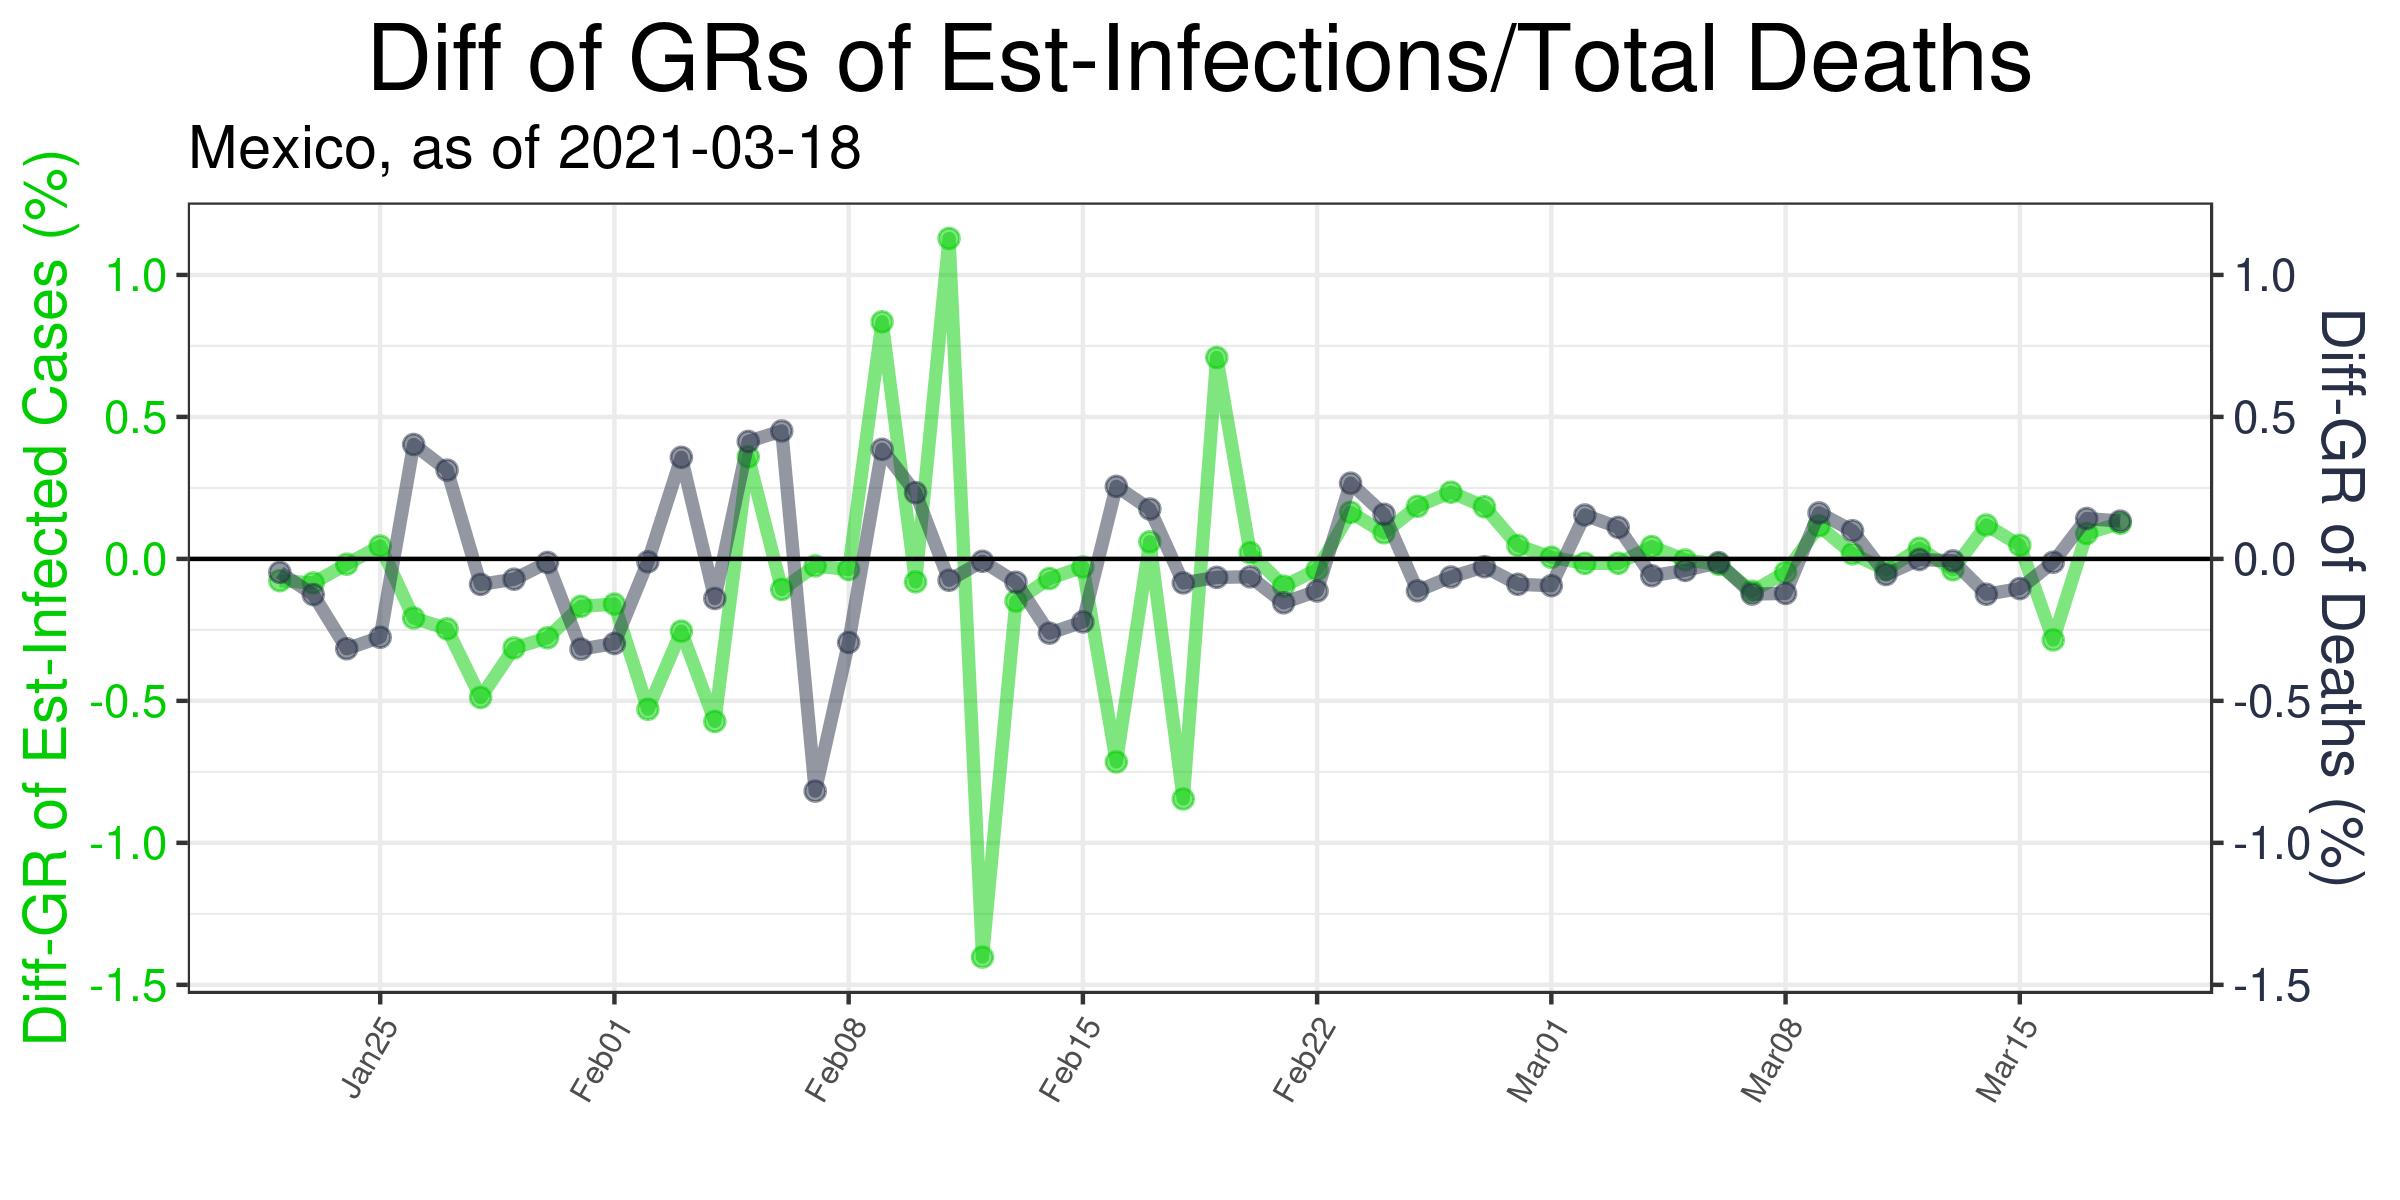 Diff of GRs of Est-Infections/Total Deaths
Mexico, as of 2021-03-18
Diff-GR of Est-Infected Cases (%)
1.0
0.5
0.0
-0.5
-1.0
-1.5
1.0
0.5
0.0
-0.5
-1.0
-1.5
Diff-GR of Deaths (%)
Jan25
Feb01
Feb08
Feb15
Feb22
Mar01
Mar08
Mar15